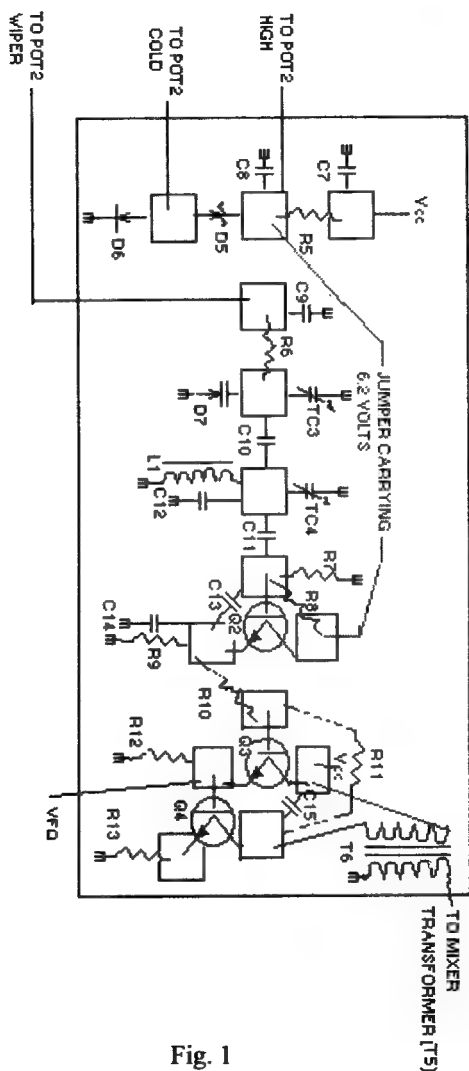 TO POT2
WIPER
TO POT2
COLD
TO POT2
HIGH
Vcc
C7
C8
R5
D5
D6
JUMPER CARRYING
6.2 VOLTS
C9
R6
D7
TC3
C10
L1
C12
TC4
C11
R7
R8
C13
Q2
C14
R9
R10
Q3
Vcc
R11
R12
C15
Q4
VFO
R13
T6
TO MIXER
TRANSFORMER [T5]
Fig. 1